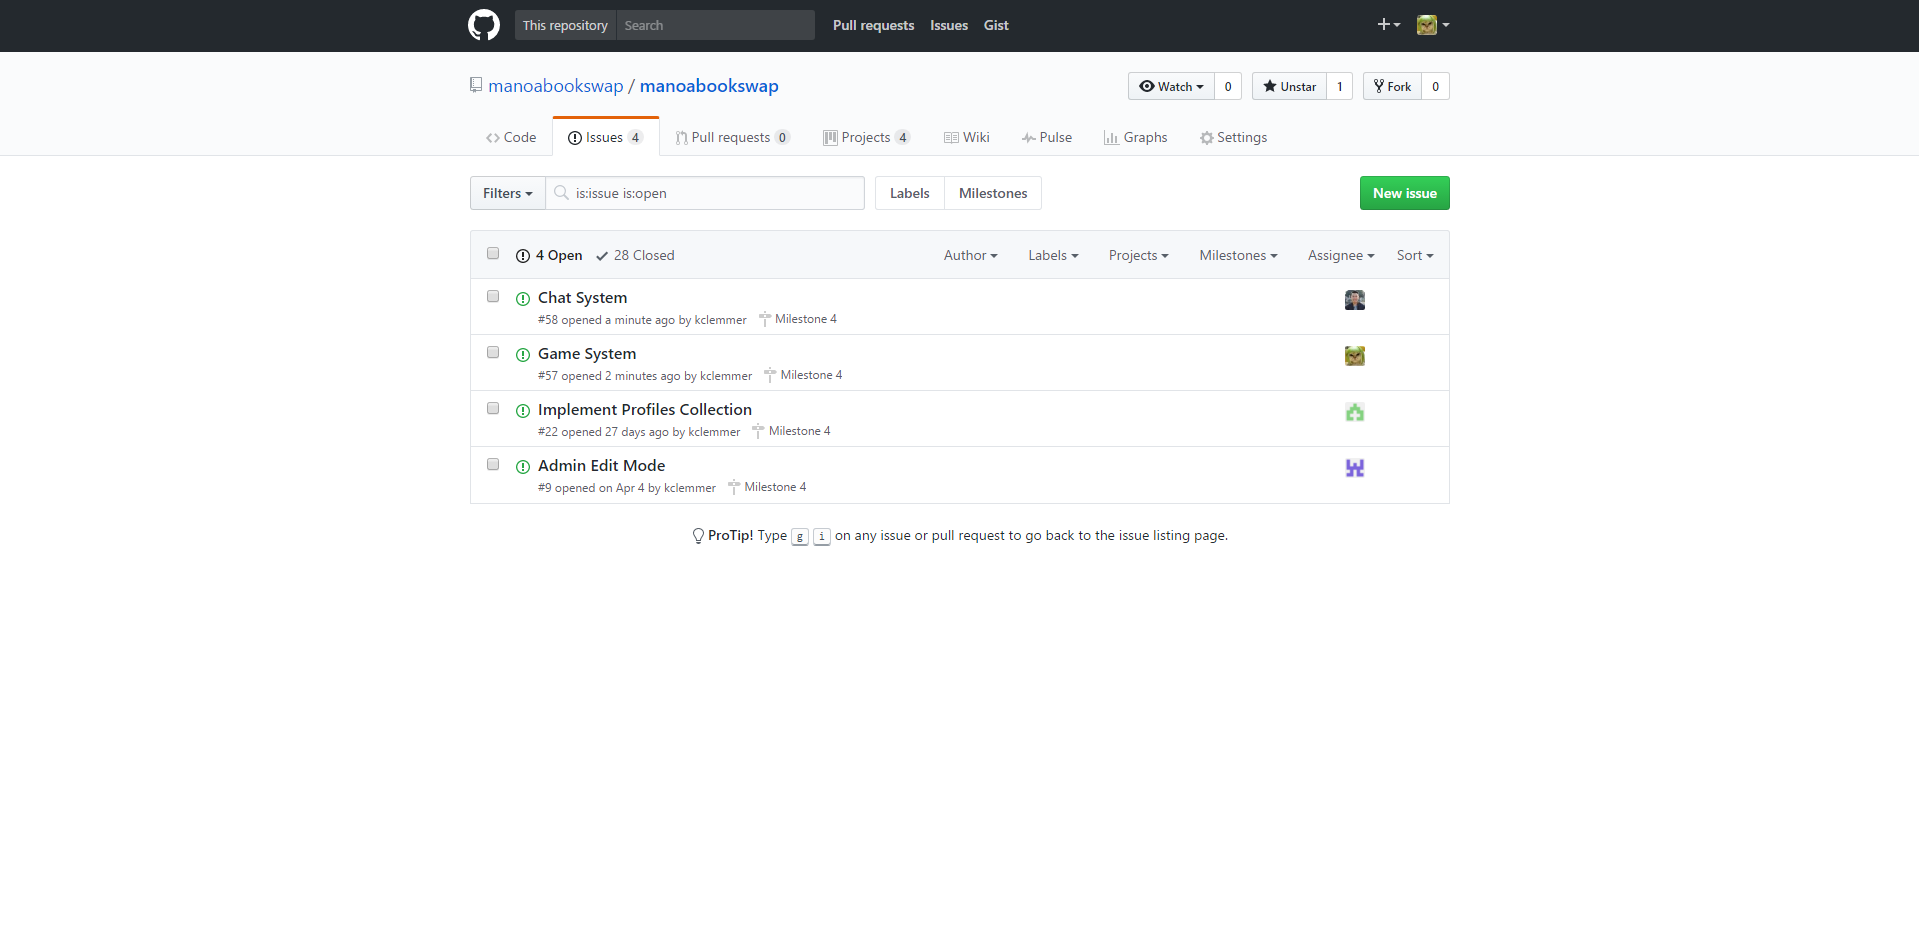 This repository Search Pull requests Issues Gist
manoabookswap / manoabookswap Watch 0 Unstar 1 Fork 0
Code Issues 4 Pull requests 0 Projects 4 Wiki Pulse Graphs Settings
Filters is:issue is:open Labels Milestones New issue
4 Open 28 Closed Author Labels Projects Milestones Assignee Sort
Chat System
#58 opened a minute ago by kclemmer Milestone 4
Game System
#57 opened 2 minutes ago by kclemmer Milestone 4
Implement Profiles Collection
#22 opened 27 days ago by kclemmer Milestone 4
Admin Edit Mode
#9 opened on Apr 4 by kclemmer Milestone 4
ProTip! Type g i on any issue or pull request to go back to the issue listing page.